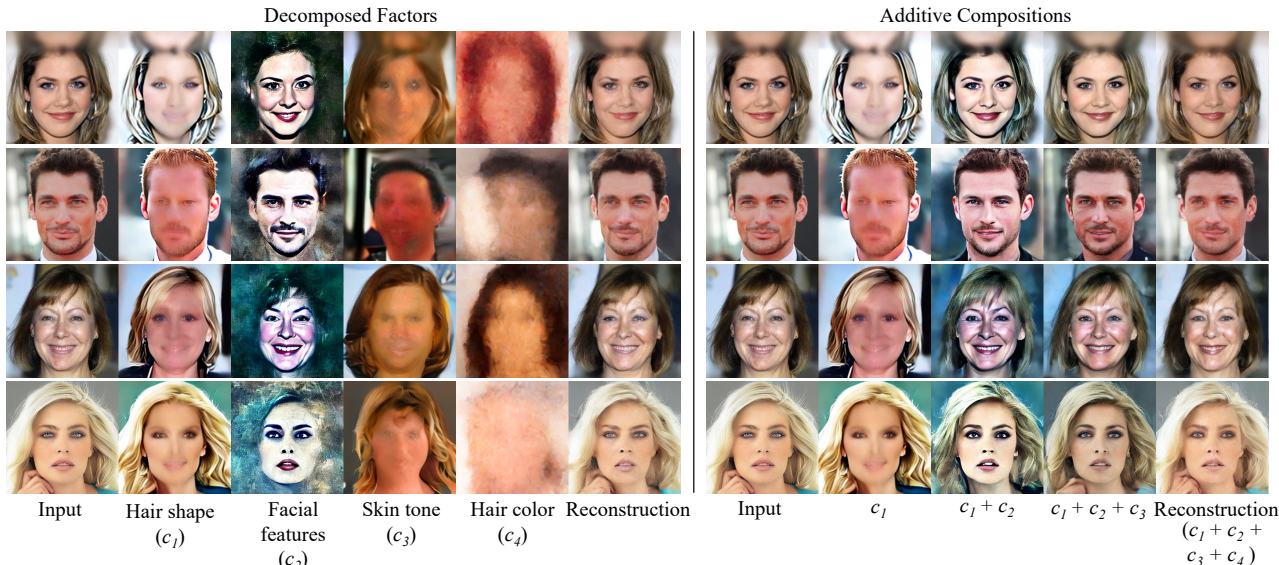 Decomposed Factors
Additive Compositions
Input
Hair shape
(c1)
Facial
features
(c2)
Skin tone
(c3)
Hair color
(c4)
Reconstruction
Input
c1
c1 + c2
c1 + c2 + c3
Reconstruction
(c1 + c2 +
c3 + c4 )